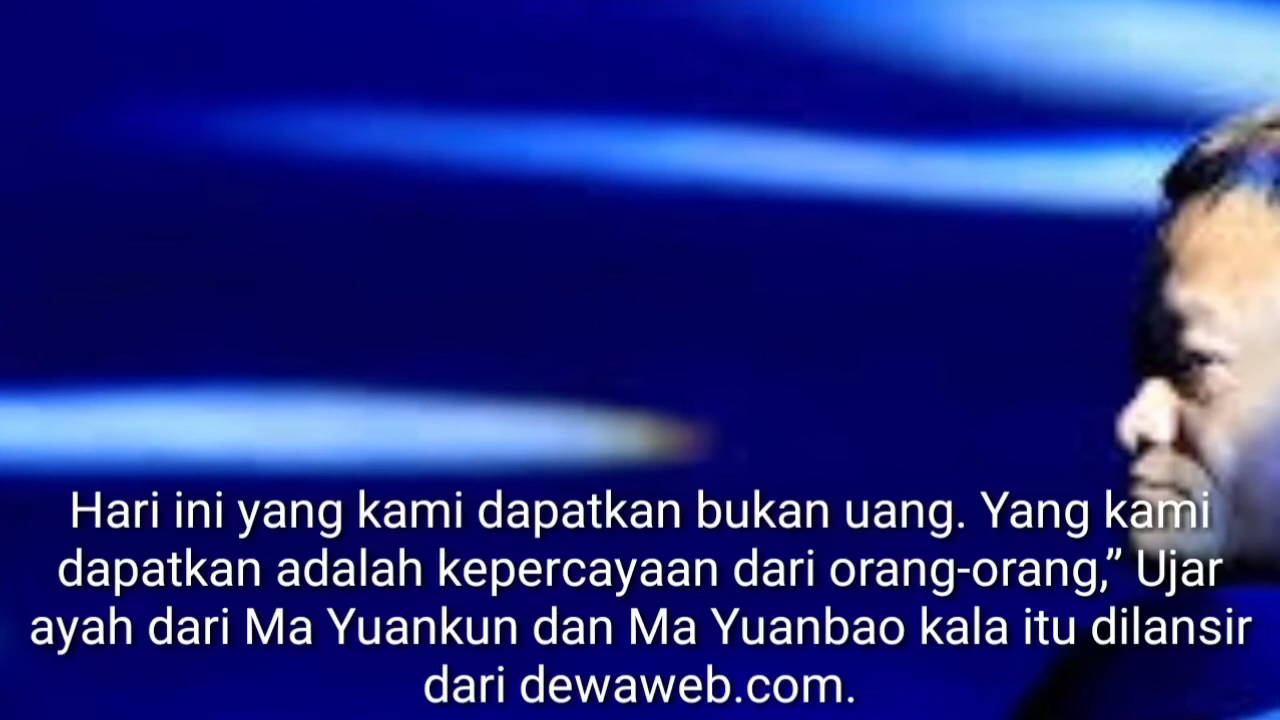 Hari ini yang kami dapatkan bukan uang. Yang kami
dapatkan adalah kepercayaan dari orang-orang,” Ujar
ayah dari Ma Yuankun dan Ma Yuanbao kala itu dilansir
dari dewaweb.com.